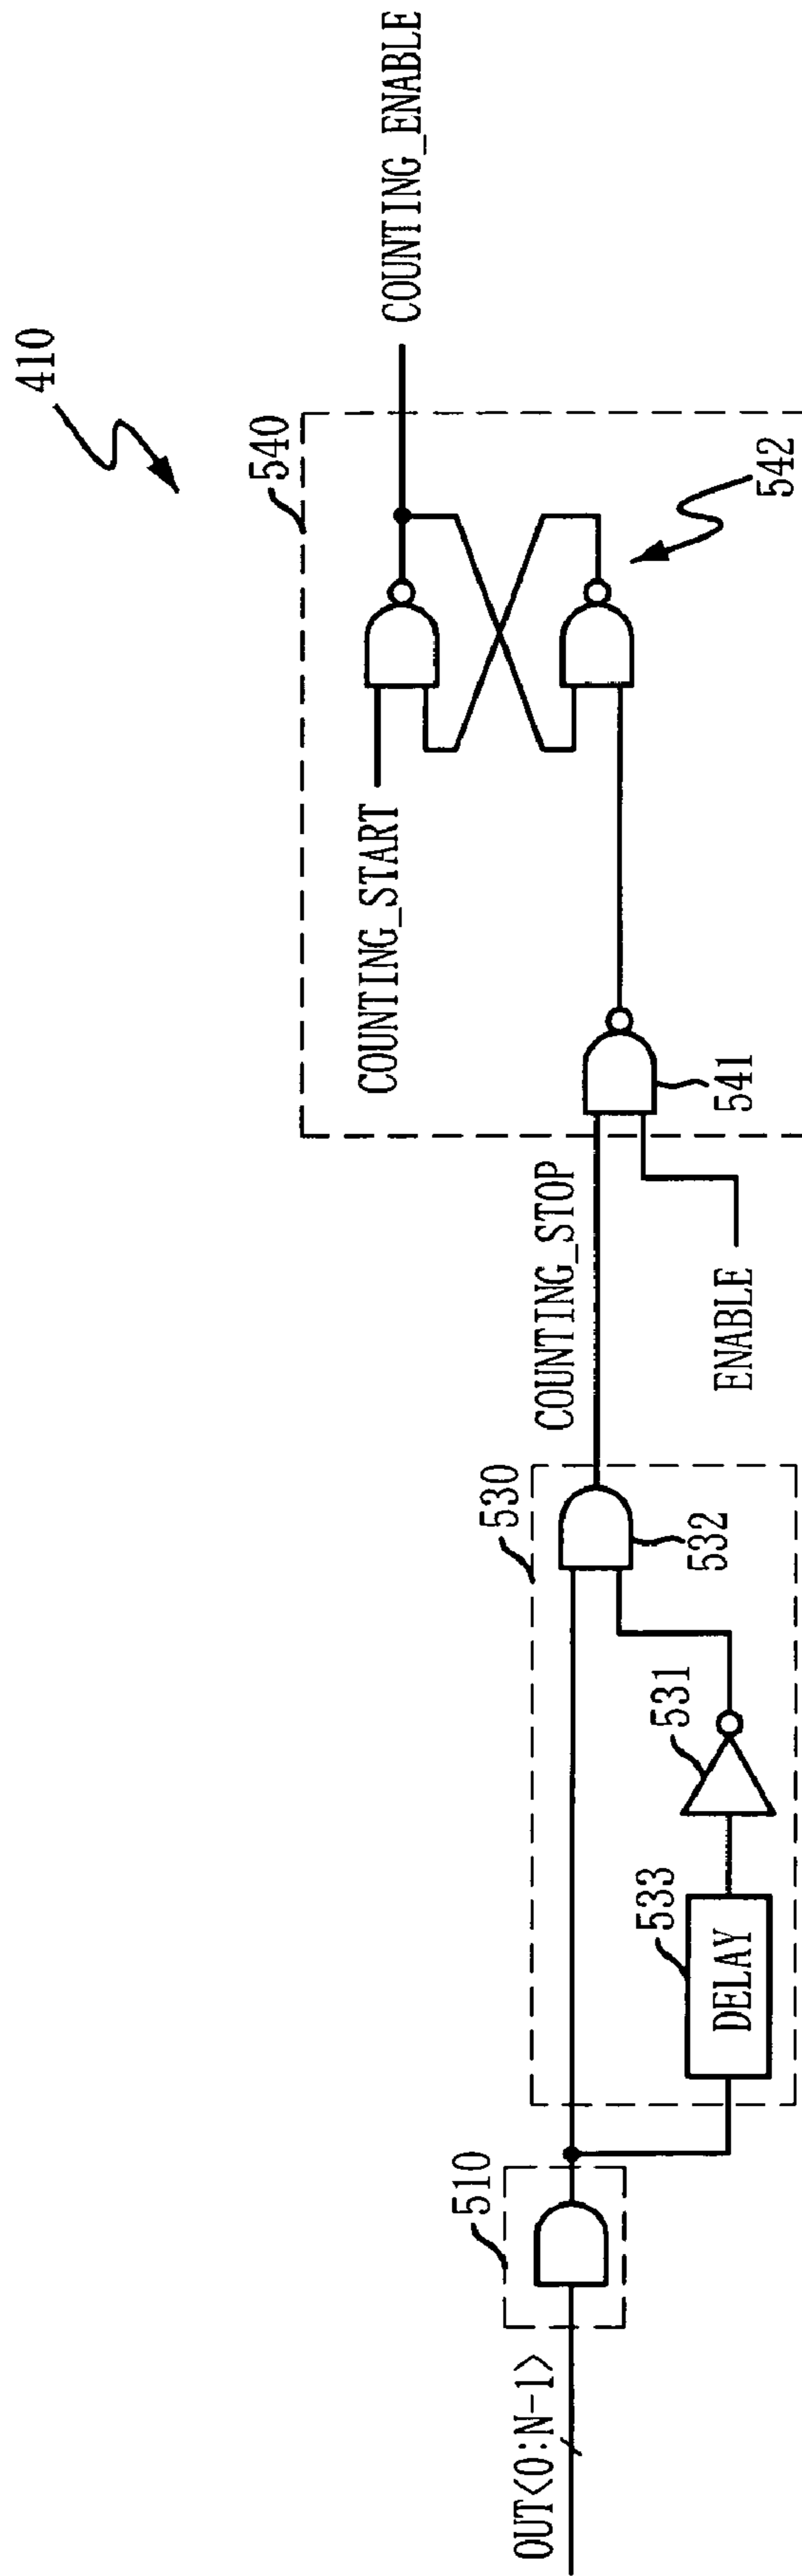 410
540
COUNTING_ENABLE
COUNTING_START
542
541
COUNTING_STOP
ENABLE
530
532
531
533
DELAY
510
OUT<0:N-1>